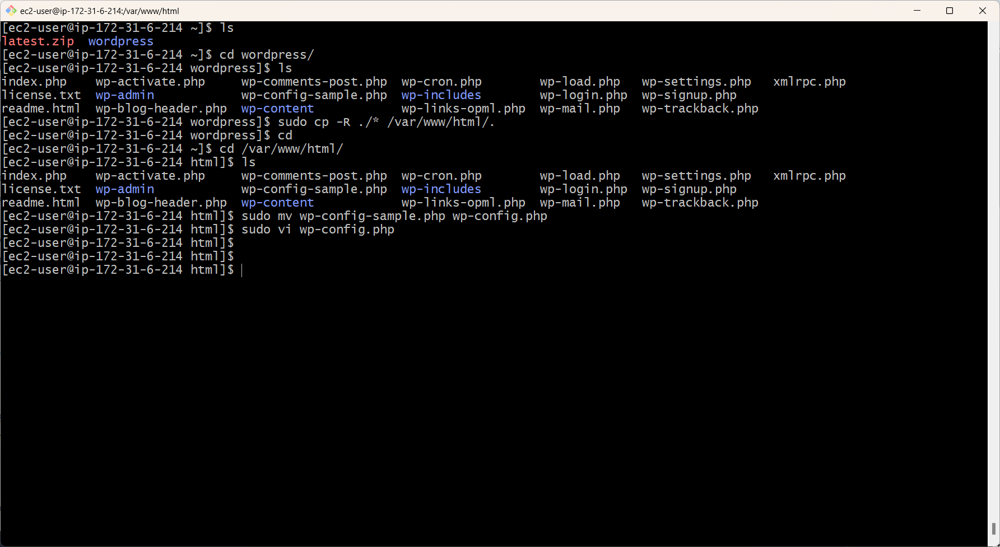 ec2-user@ip-172-31-6-214:/var/www/html
[ec2-user@ip-172-31-6-214 ~]$ ls
latest.zip  wordpress
[ec2-user@ip-172-31-6-214 ~]$ cd wordpress/
[ec2-user@ip-172-31-6-214 wordpress]$ ls
index.php    wp-activate.php     wp-comments-post.php  wp-cron.php        wp-load.php   wp-settings.php   xmlrpc.php
license.txt  wp-admin            wp-config-sample.php  wp-includes        wp-login.php  wp-signup.php
readme.html  wp-blog-header.php  wp-content            wp-links-opml.php  wp-mail.php   wp-trackback.php
[ec2-user@ip-172-31-6-214 wordpress]$ sudo cp -R ./* /var/www/html/.
[ec2-user@ip-172-31-6-214 wordpress]$ cd
[ec2-user@ip-172-31-6-214 ~]$ cd /var/www/html/
[ec2-user@ip-172-31-6-214 html]$ ls
index.php    wp-activate.php     wp-comments-post.php  wp-cron.php        wp-load.php   wp-settings.php   xmlrpc.php
license.txt  wp-admin            wp-config-sample.php  wp-includes        wp-login.php  wp-signup.php
readme.html  wp-blog-header.php  wp-content            wp-links-opml.php  wp-mail.php   wp-trackback.php
[ec2-user@ip-172-31-6-214 html]$ sudo mv wp-config-sample.php wp-config.php
[ec2-user@ip-172-31-6-214 html]$ sudo vi wp-config.php
[ec2-user@ip-172-31-6-214 html]$
[ec2-user@ip-172-31-6-214 html]$
[ec2-user@ip-172-31-6-214 html]$